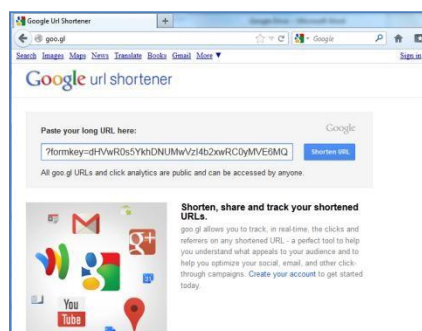 Google Url Shortener +
goo.gl Google
Search Images Maps News Translate Books Gmail More ▼ Sign in
Google url shortener
Paste your long URL here: Google
?formkey=dHVwR0s5YkhDNUMwVzI4b2xwRC0yMVE6MQ Shorten URL
All goo.gl URLs and click analytics are public and can be accessed by anyone.
Shorten, share and track your shortened
URLs.
goo.gl allows you to track, in real-time, the clicks and
referrers on any shortened URL - a perfect tool to help
you understand what appeals to your audience and to
help you optimize your social, email, and other click-
through campaigns. Create your account to get started
today.
You
Tube